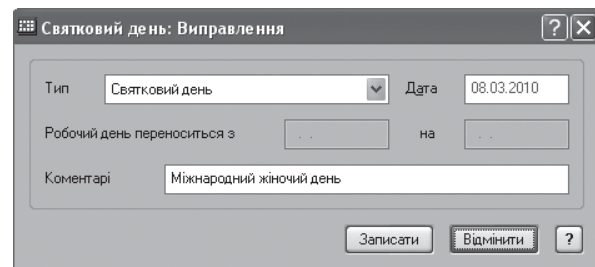 Святковий день: Виправлення
Тип Святковий день Дата 08.03.2010
Робочий день переноситься з . . на . .
Коментарі Міжнародний жіночий день
Записати Відмінити ?